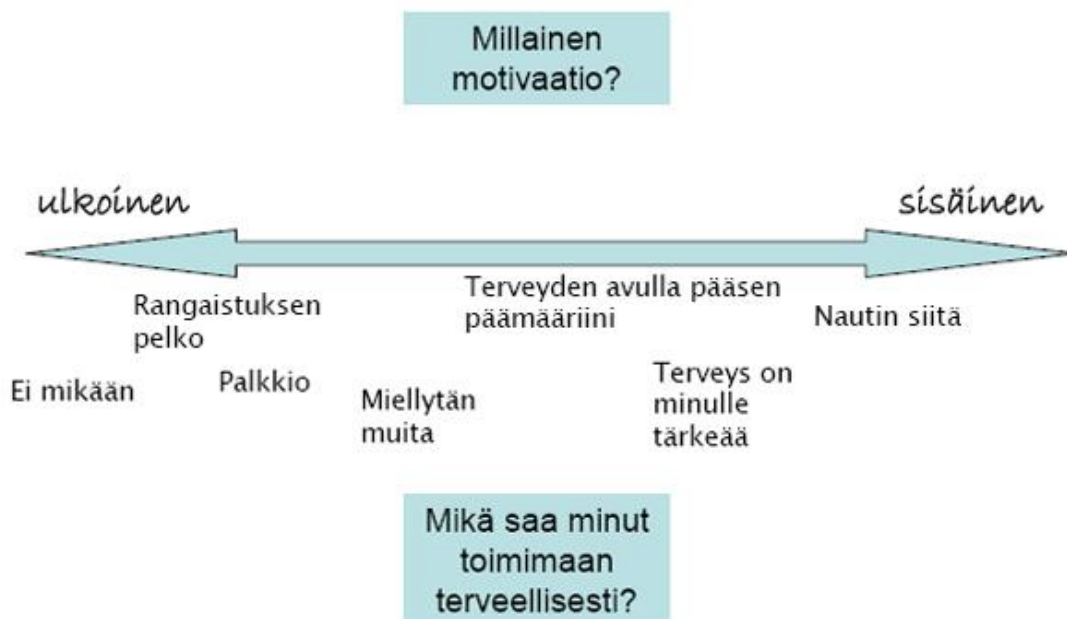 Millainen
motivaatio?
ulkoinen
sisäinen
Rangaistuksen
pelko
Terveyden avulla pääsen
päämääriini
Nautin siitä
Ei mikään
Palkkio
Miellytän
muita
Terveys on
minulle
tärkeää
Mikä saa minut
toimimaan
terveellisesti?